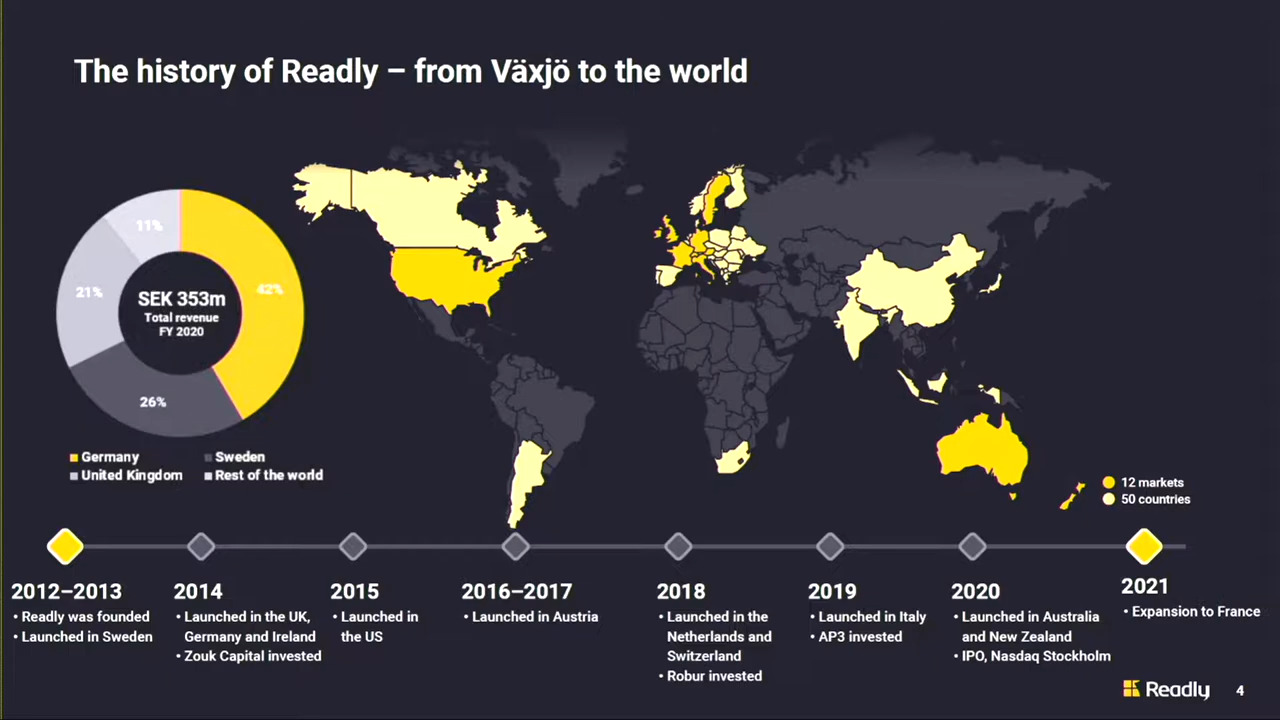 The history of Readly – from Växjö to the world
11%
42%
21%
26%
SEK 353m
Total revenue
FY 2020
Germany
Sweden
United Kingdom
Rest of the world
12 markets
50 countries
2012–2013
• Readly was founded
• Launched in Sweden
2014
• Launched in the UK,
Germany and Ireland
• Zouk Capital invested
2015
• Launched in
the US
2016–2017
• Launched in Austria
2018
• Launched in the
Netherlands and
Switzerland
• Robur invested
2019
• Launched in Italy
• AP3 invested
2020
• Launched in Australia
and New Zealand
• IPO, Nasdaq Stockholm
2021
• Expansion to France
Readly
4